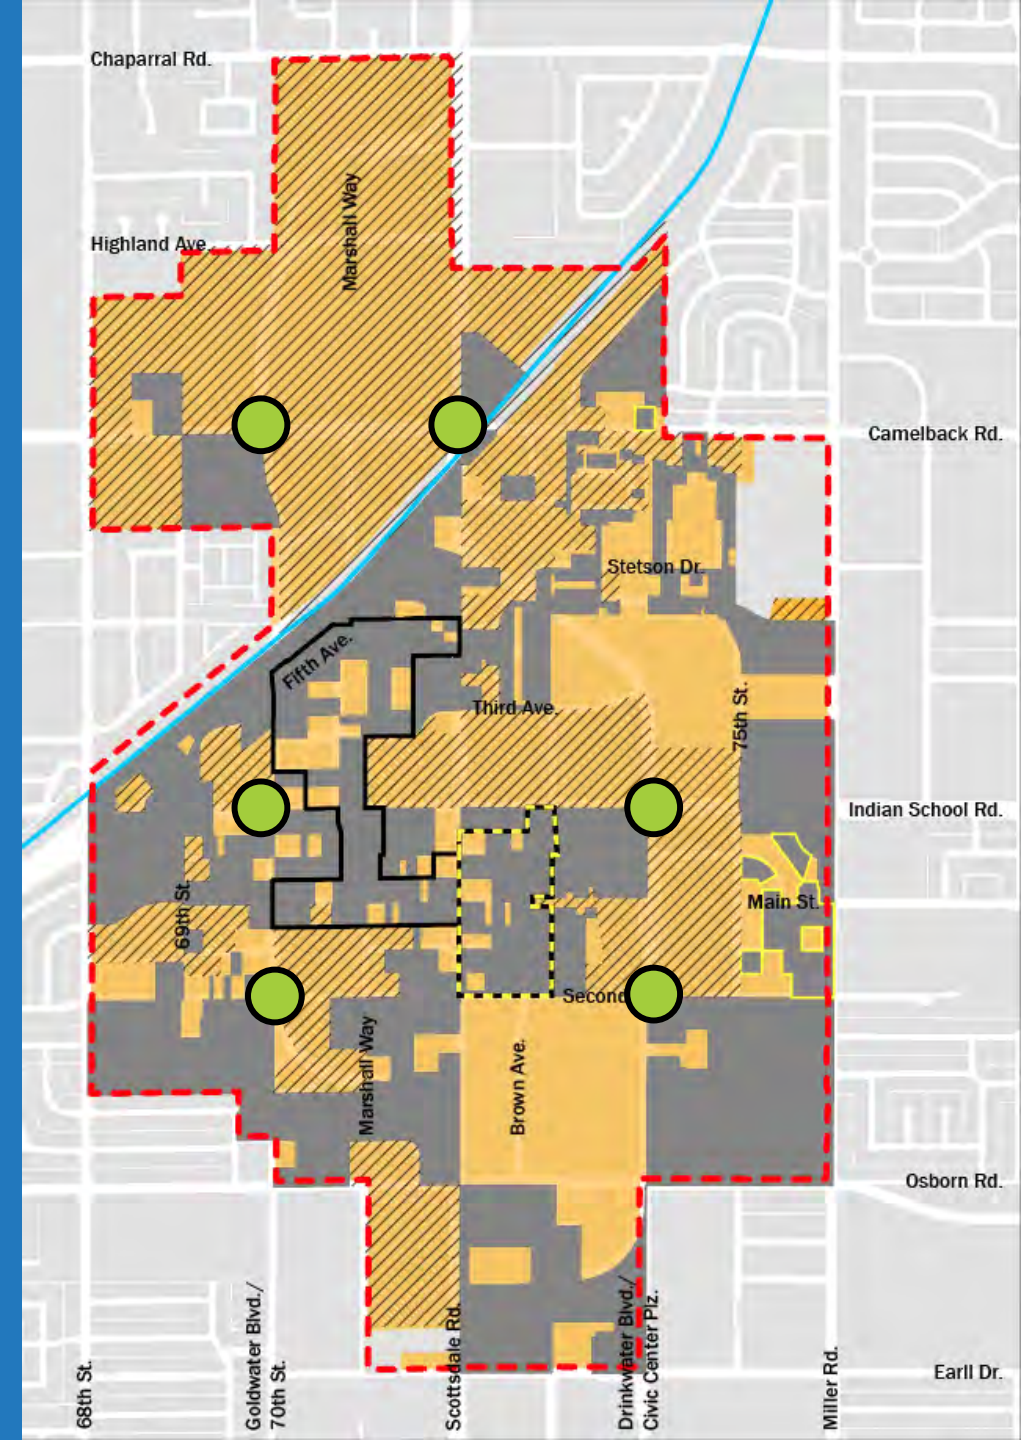 Chaparral Rd.
Marshall Way
Highland Ave.
Camelback Rd.
Stetson Dr.
Fifth Ave.
Third Ave.
75th St.
Indian School Rd.
69th St.
Main St.
Second
Marshall Way
Brown Ave.
Osborn Rd.
68th St.
Goldwater Blvd./
70th St.
Scottsdale Rd.
Drinkwater Blvd./
Civic Center Plz.
Miller Rd.
Earll Dr.